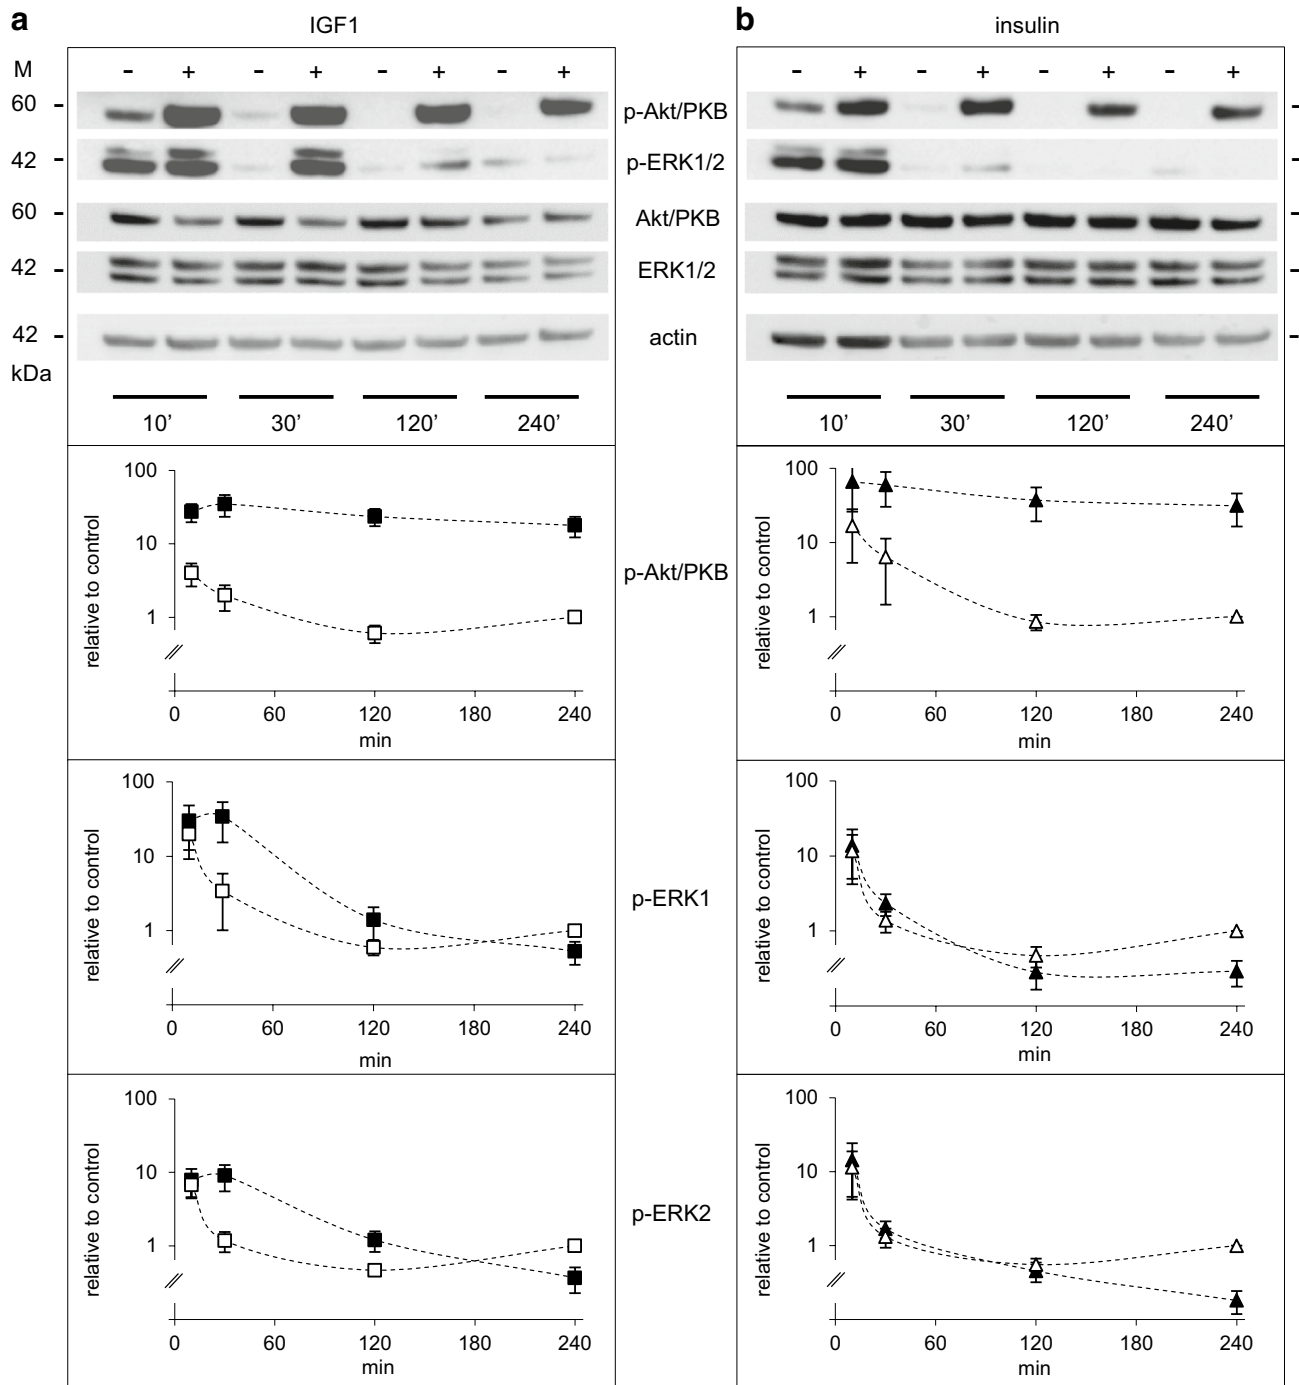 a IGF1 b insulin
M - + - + - + - + - + - + - + - +
60 - p-Akt/PKB -
42 - p-ERK1/2 -
60 - Akt/PKB -
42 - ERK1/2 -
42 - actin -
kDa
10’ 30’ 120’ 240’ 10’ 30’ 120’ 240’
relative to control
100
10
1
0 60 120 180 240
min
p-Akt/PKB
relative to control
100
10
1
0 60 120 180 240
min
relative to control
100
10
1
0 60 120 180 240
min
p-ERK1
relative to control
100
10
1
0 60 120 180 240
min
relative to control
100
10
1
0 60 120 180 240
min
p-ERK2
relative to control
100
10
1
0 60 120 180 240
min